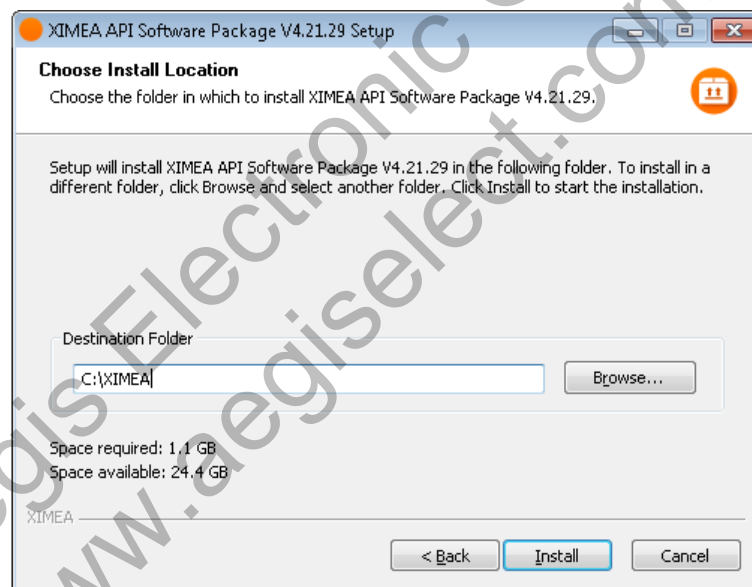 XIMEA API Software Package V4.21.29 Setup
Choose Install Location
Choose the folder in which to install XIMEA API Software Package V4.21.29.
Setup will install XIMEA API Software Package V4.21.29 in the following folder. To install in a
different folder, click Browse and select another folder. Click Install to start the installation.
Destination Folder
C:\XIMEA
Browse...
Space required: 1.1 GB
Space available: 24.4 GB
XIMEA
< Back
Install
Cancel
Electronic
www.aegiselect.com